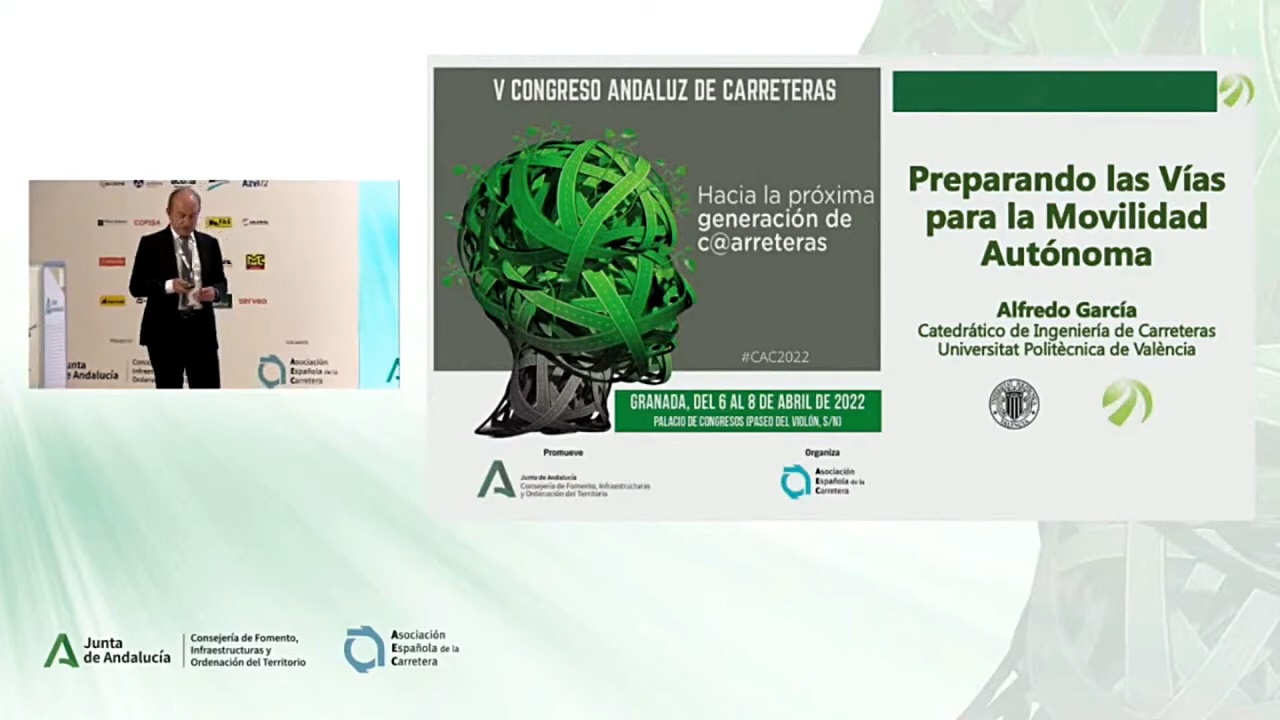 V CONGRESO ANDALUZ DE CARRETERAS
Hacia la próxima
generación de
c@arreteras
#CAC2022
GRANADA, DEL 6 AL 8 DE ABRIL DE 2022
PALACIO DE CONGRESOS (PASEO DEL VIOLÓN, S/N)
Promueve
Junta de Andalucía
Consejería de Fomento, Infraestructuras
y Ordenación del Territorio
Organiza
Asociación
Española de la
Carretera
Preparando las Vías
para la Movilidad
Autónoma
Alfredo García
Catedrático de Ingeniería de Carreteras
Universitat Politècnica de València
Azvi
COPISA
FAS
MC
serveo
Junta
de Andalucía
Asociación
Española de la
Carretera
Junta
de Andalucía
Consejería de Fomento,
Infraestructuras y
Ordenación del Territorio
Asociación
Española de la
Carretera